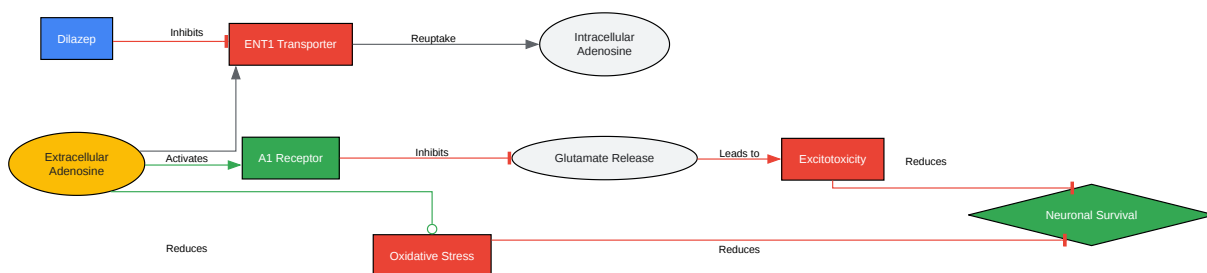 Dilazep
Inhibits
ENT1 Transporter
Reuptake
Intracellular
Adenosine
Extracellular
Adenosine
Activates
A1 Receptor
Inhibits
Glutamate Release
Leads to
Excitotoxicity
Reduces
Neuronal Survival
Reduces
Oxidative Stress
Reduces